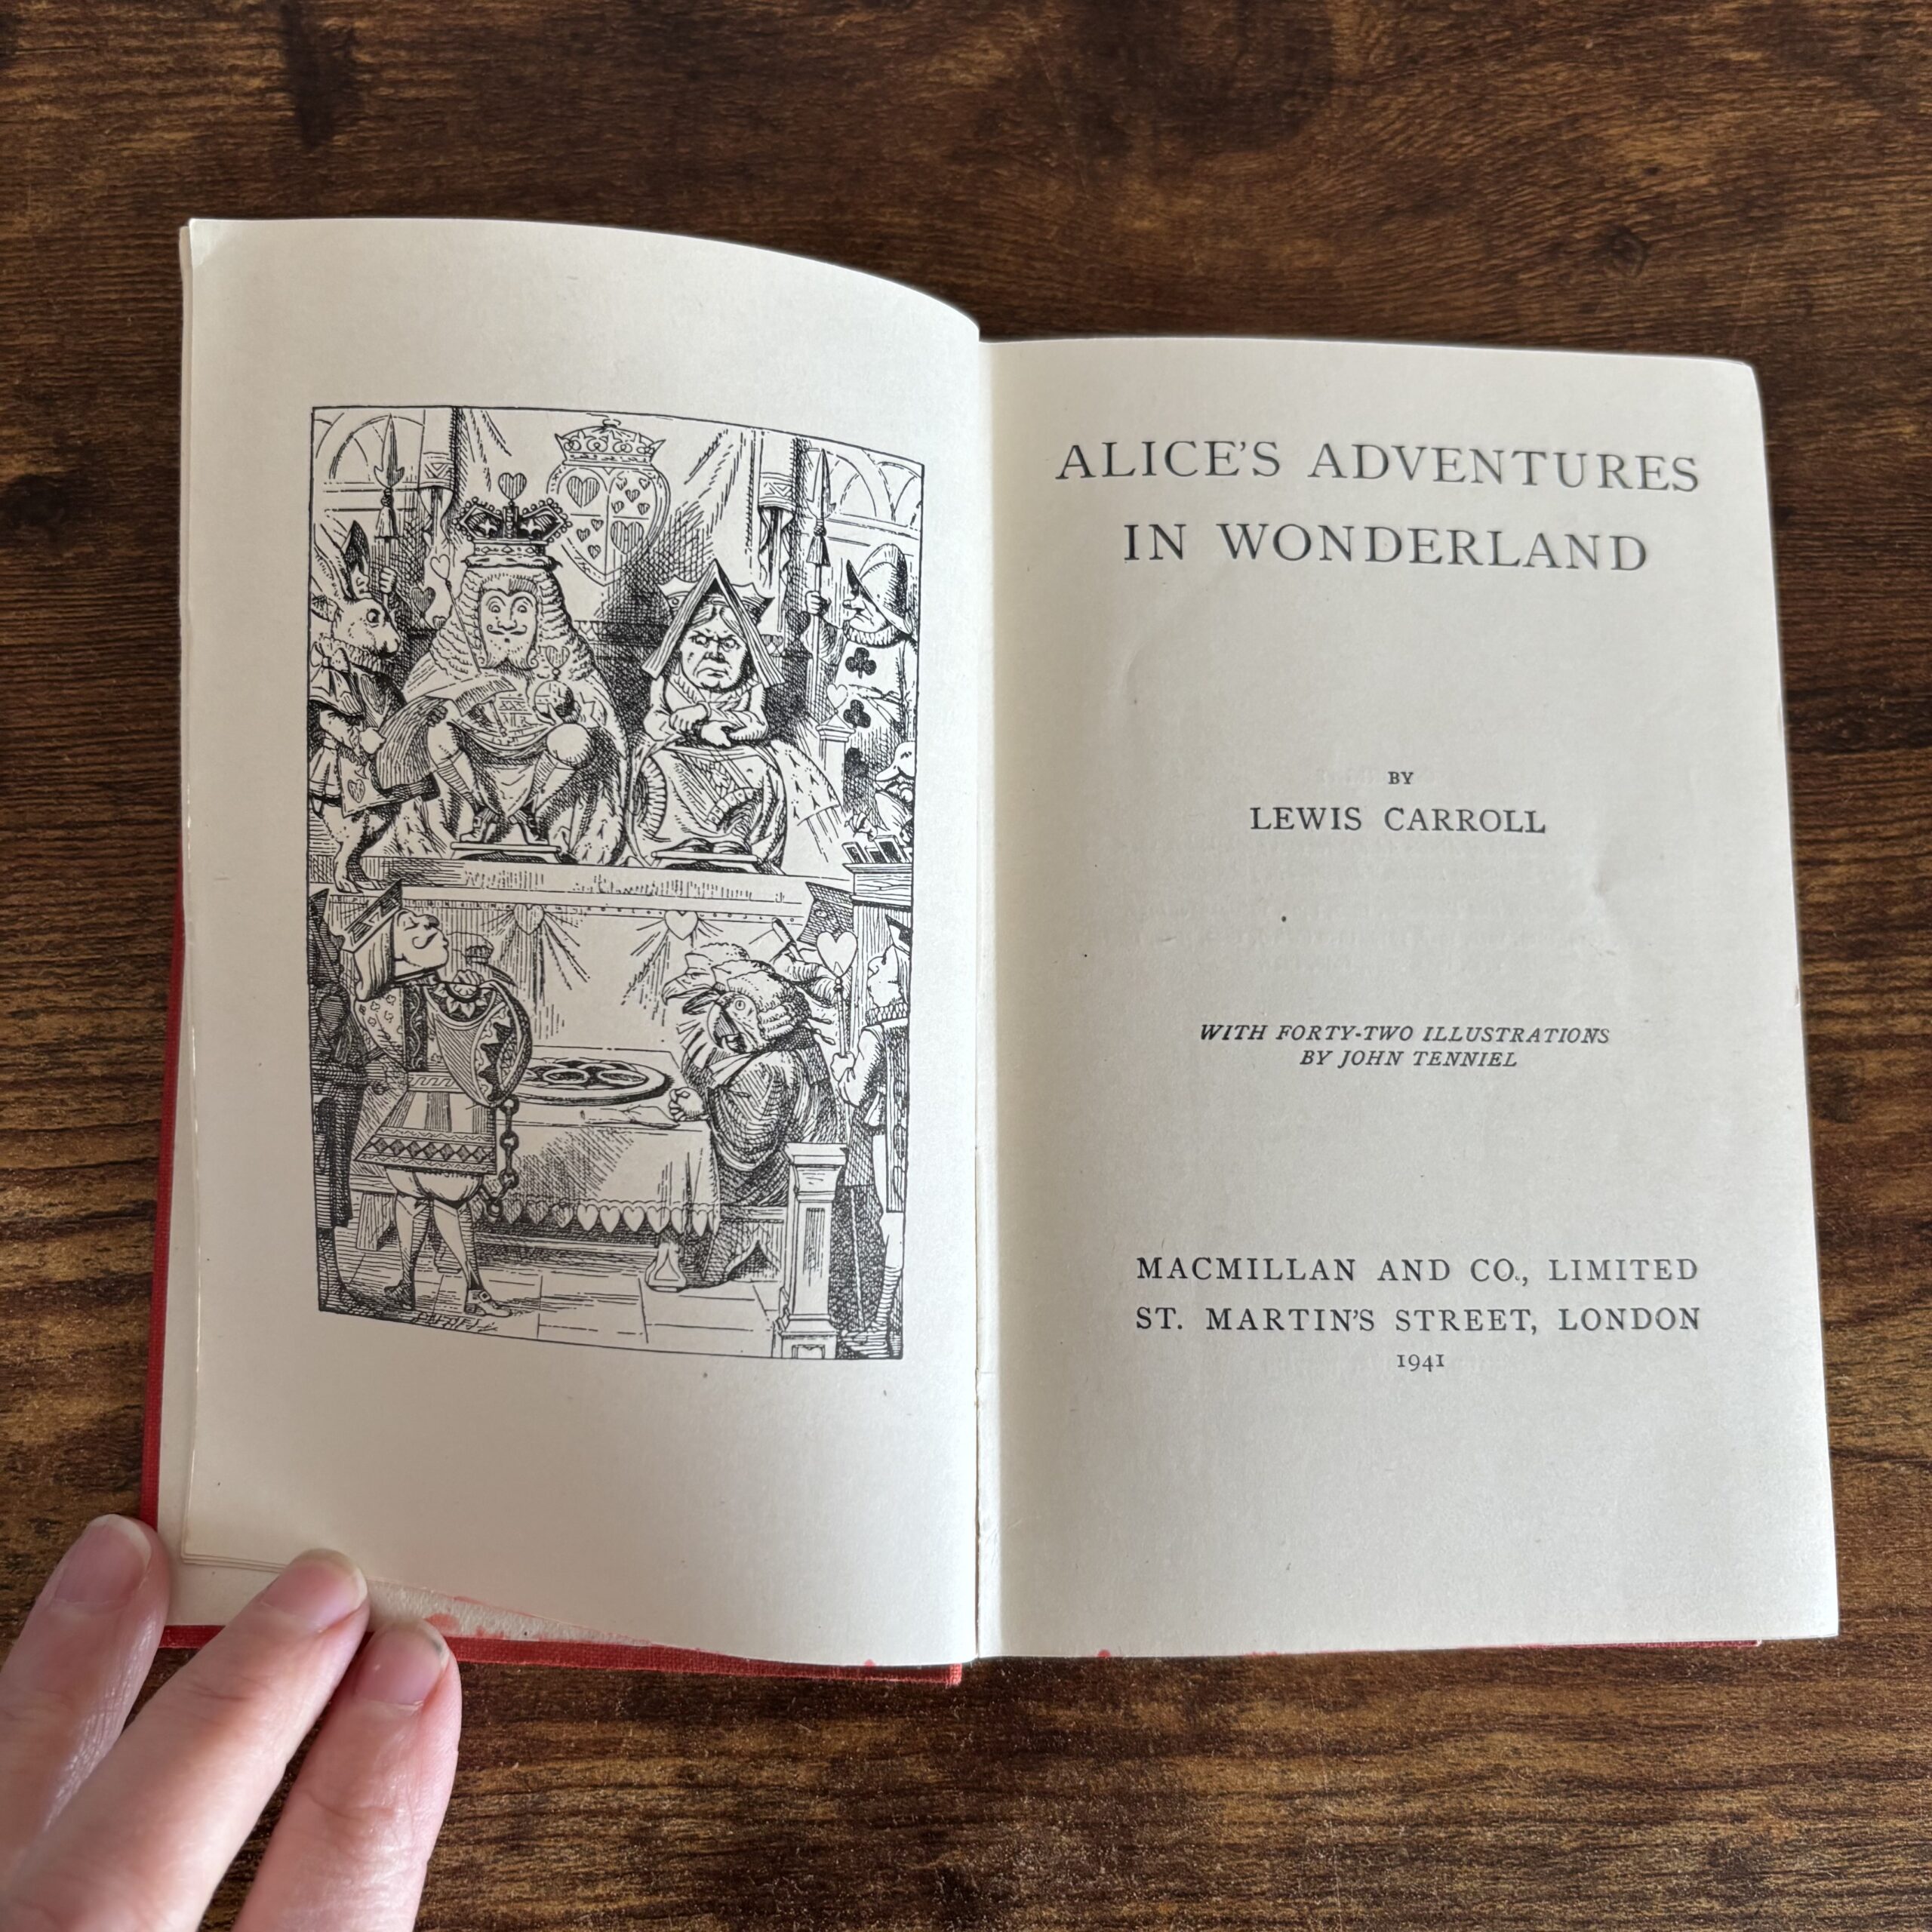 ALICE'S ADVENTURES
IN WONDERLAND
BY
LEWIS CARROLL
WITH FORTY-TWO ILLUSTRATIONS
BY JOHN TENNIEL
MACMILLAN AND CO., LIMITED
ST. MARTIN'S STREET, LONDON
1941